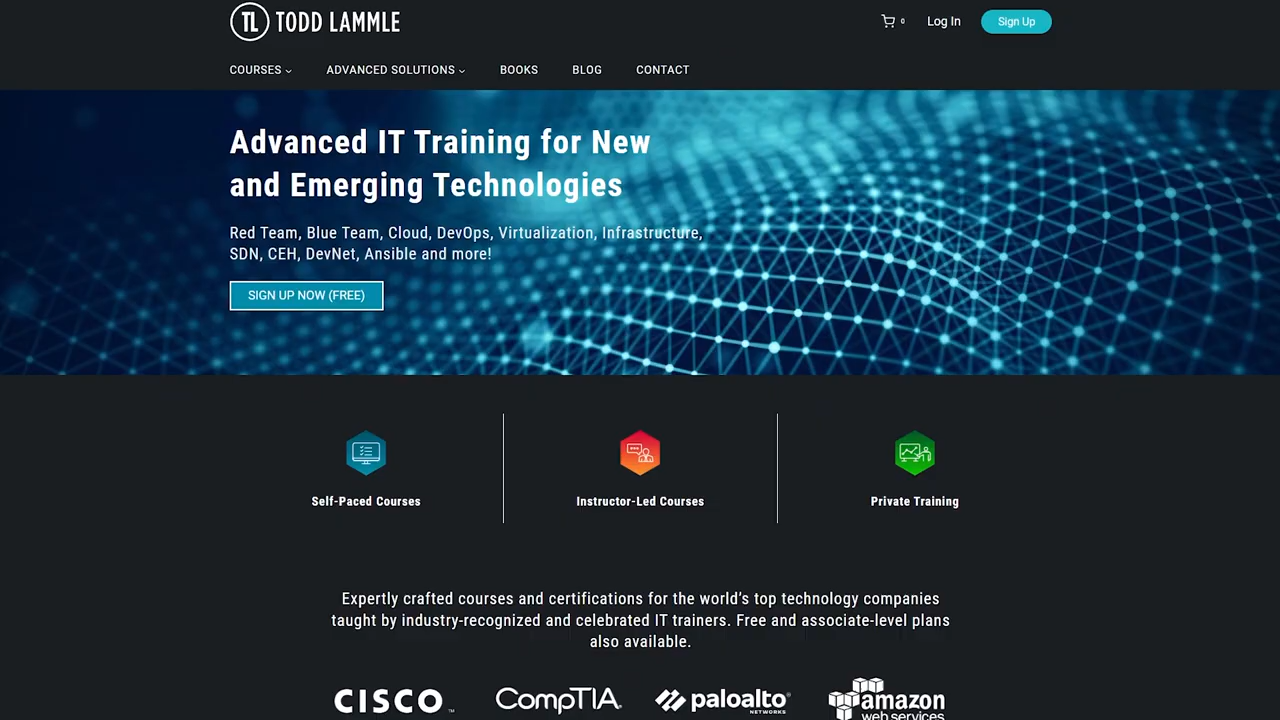 TL TODD LAMMLE
0 Log In Sign Up
COURSES ADVANCED SOLUTIONS BOOKS BLOG CONTACT
Advanced IT Training for New
and Emerging Technologies
Red Team, Blue Team, Cloud, DevOps, Virtualization, Infrastructure,
SDN, CEH, DevNet, Ansible and more!
SIGN UP NOW (FREE)
Self-Paced Courses
Instructor-Led Courses
Private Training
Expertly crafted courses and certifications for the world’s top technology companies
taught by industry-recognized and celebrated IT trainers. Free and associate-level plans
also available.
CISCO™
CompTIA.
paloalto®
NETWORKS
amazon
web services